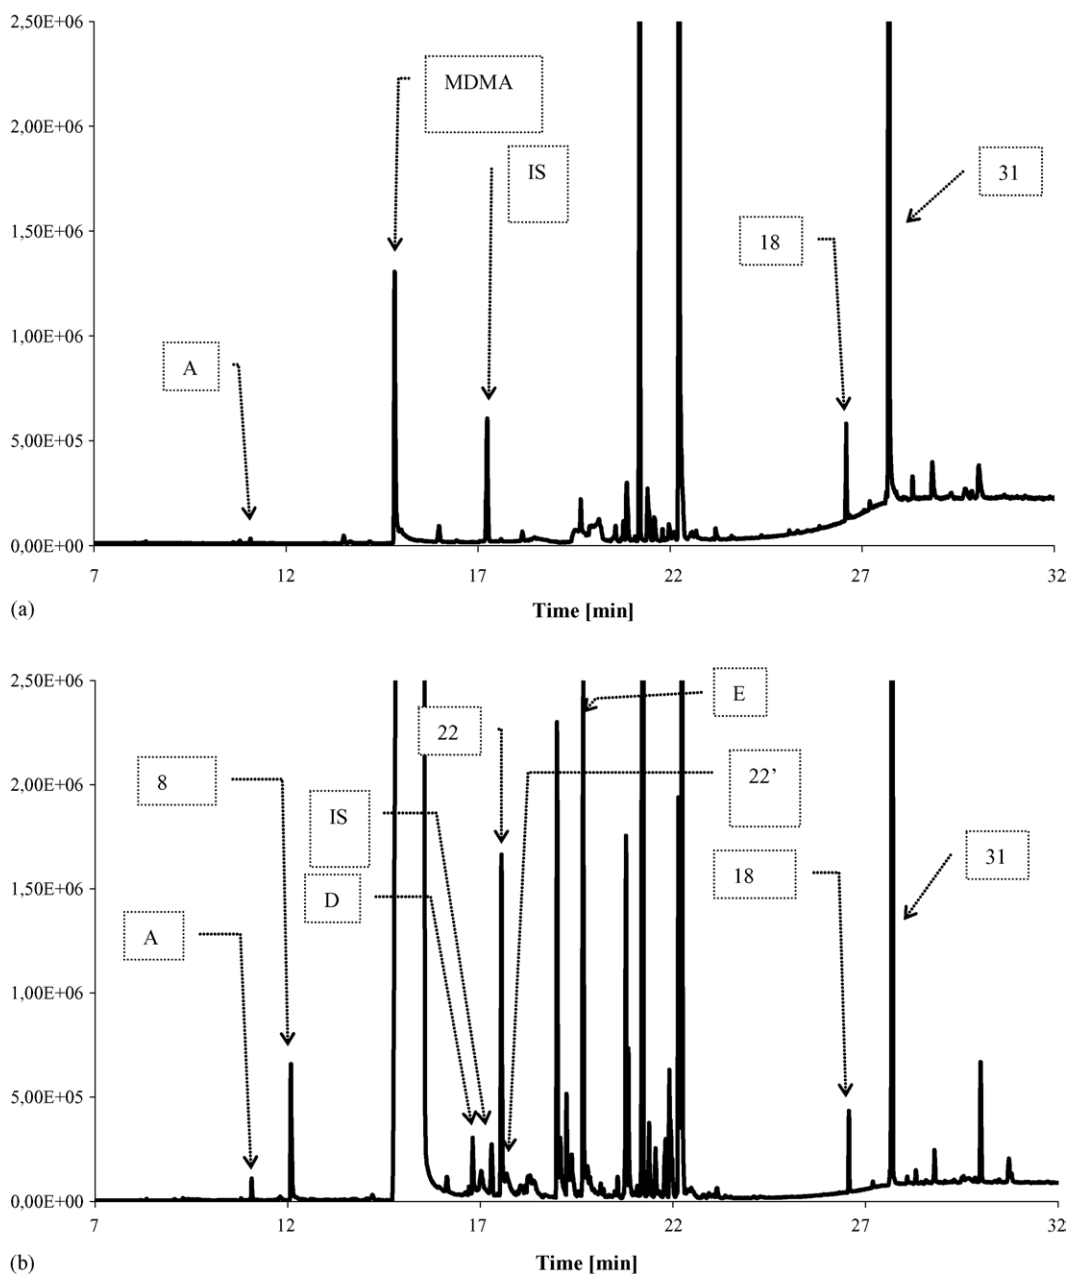 2,50E+06
MDMA
2,00E+06
IS
31
1,50E+06
18
1,00E+06
A
5,00E+05
0,00E+00
7 12 17 22 27 32
(a)
Time [min]
2,50E+06
E
22
2,00E+06
8
22’
IS
1,50E+06
31
18
D
A
1,00E+06
5,00E+05
0,00E+00
7 12 17 22 27 32
(b)
Time [min]